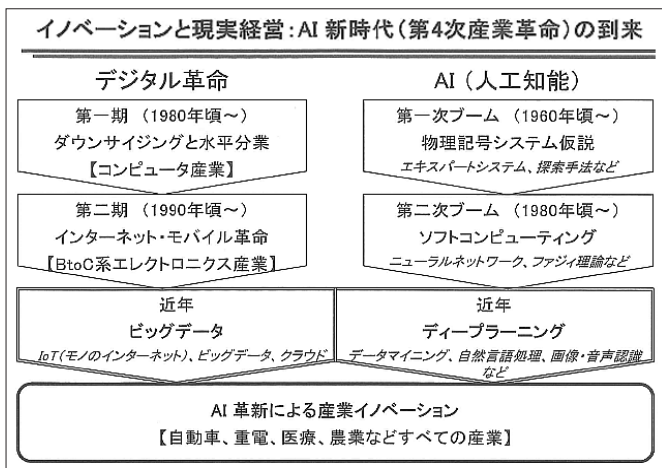 イノベーションと現実経営:AI 新時代(第4次産業革命)の到来
デジタル革命
第一期 (1980年頃~)
ダウンサイジングと水平分業
【コンピュータ産業】
第二期 (1990年頃~)
インターネット・モバイル革命
【BtoC系エレクトロニクス産業】
近年
ビッグデータ
IoT(モノのインターネット)、ビッグデータ、クラウド
AI(人工知能)
第一次ブーム (1960年頃~)
物理記号システム仮説
エキスパートシステム、探索手法など
第二次ブーム (1980年頃~)
ソフトコンピューティング
ニューラルネットワーク、ファジィ理論など
近年
ディープラーニング
データマイニング、自然言語処理、画像・音声認識
など
AI 革新による産業イノベーション
【自動車、重電、医療、農業などすべての産業】